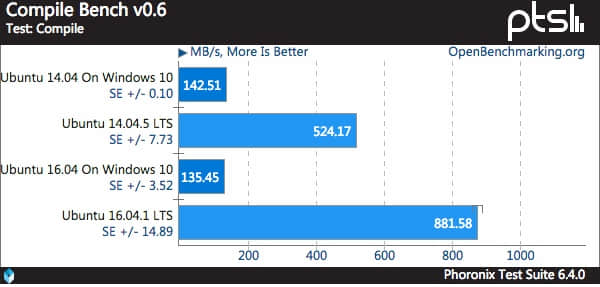 Compile Bench v0.6
Test: Compile
pts
▶ MB/s, More Is Better
OpenBenchmarking.org
Ubuntu 14.04 On Windows 10
SE +/- 0.10
142.51
Ubuntu 14.04.5 LTS
SE +/- 7.73
524.17
Ubuntu 16.04 On Windows 10
SE +/- 3.52
135.45
Ubuntu 16.04.1 LTS
SE +/- 14.89
881.58
200 400 600 800 1000
Phoronix Test Suite 6.4.0